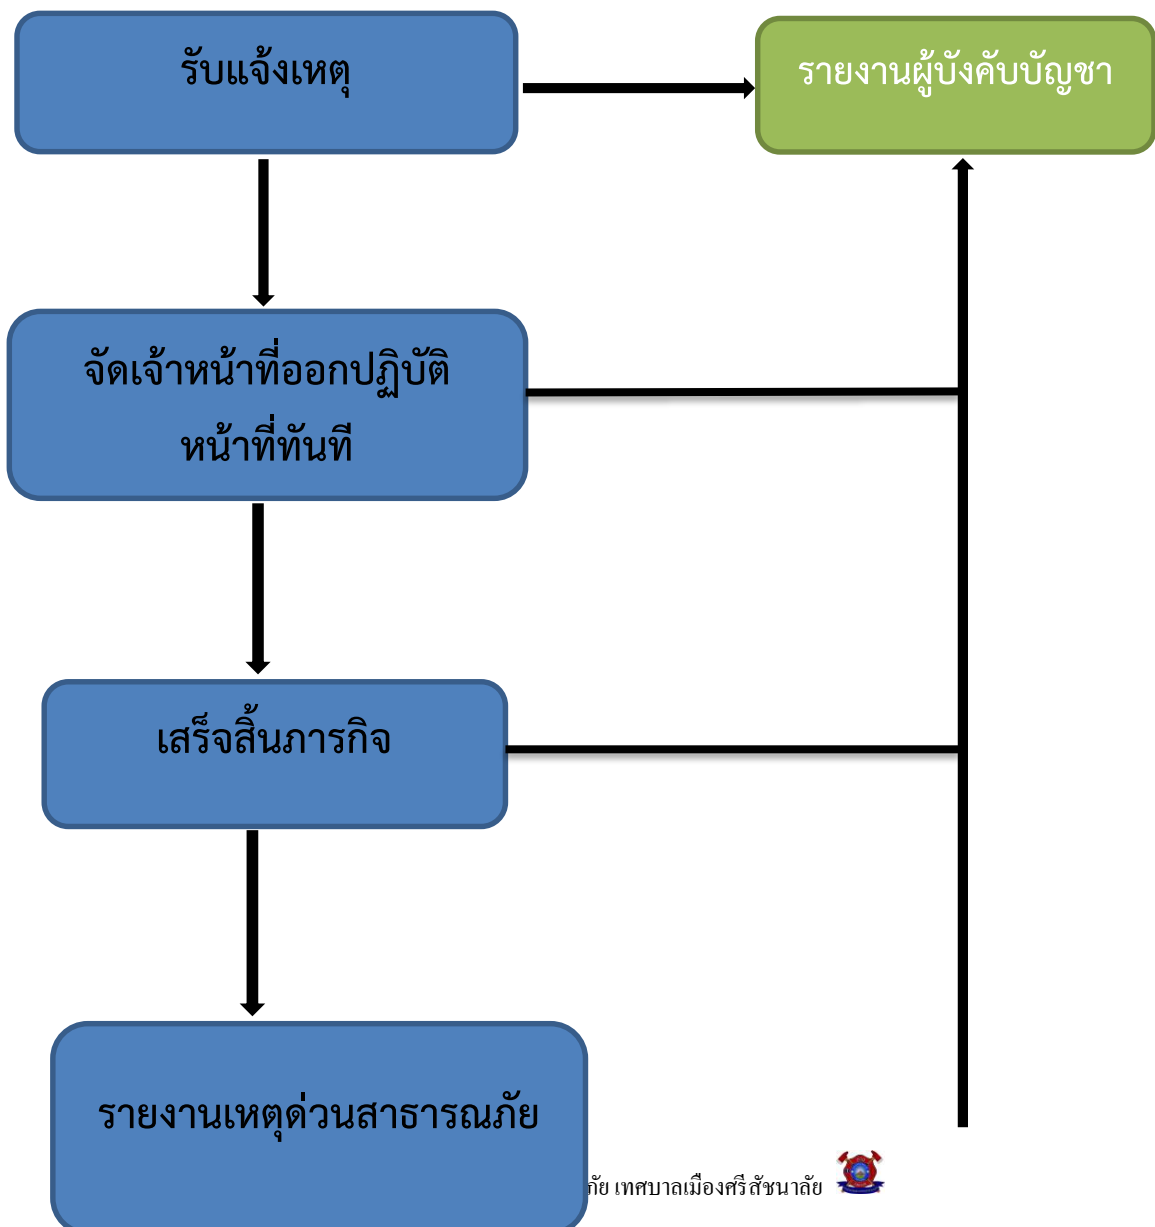 รับแจ้งเหตุ
รายงานผู้บังคับบัญชา
จัดเจ้าหน้าที่ออกปฏิบัติ
หน้าที่ทันที
เสร็จสิ้นภารกิจ
รายงานเหตุด่วนสาธารณภัย
ภัย เทศบาลเมืองศรีสัชนาลัย